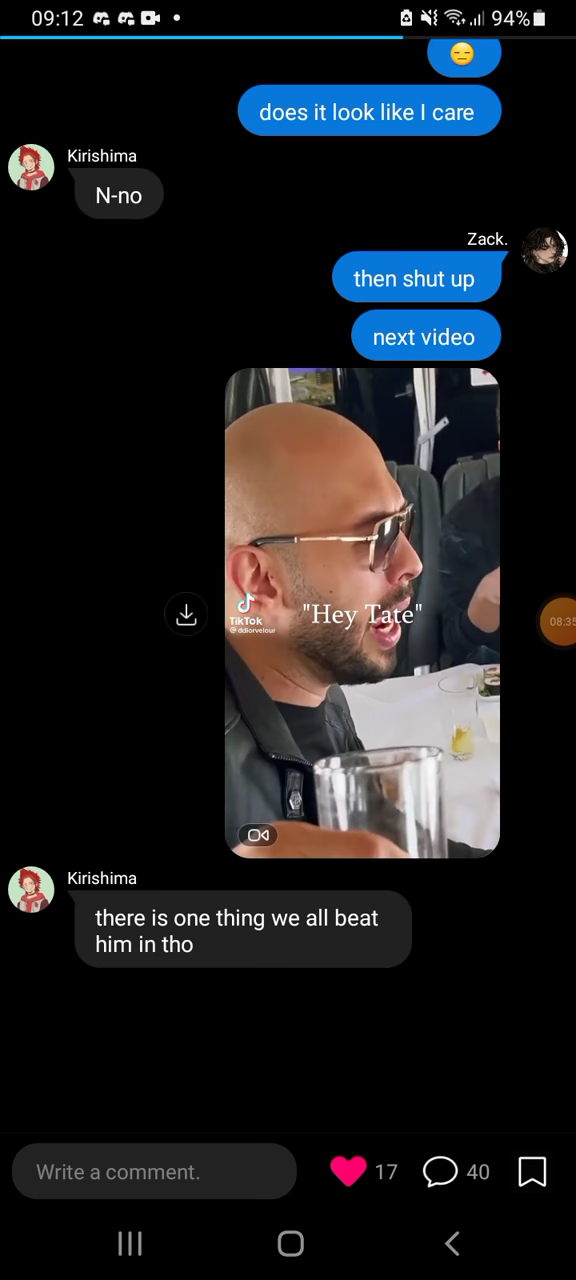 09:12
94%
does it look like I care
Kirishima
N-no
Zack.
then shut up
next video
"Hey Tate"
TikTok
@ddiorvelour
08:35
Kirishima
there is one thing we all beat
him in tho
Write a comment.
17
40